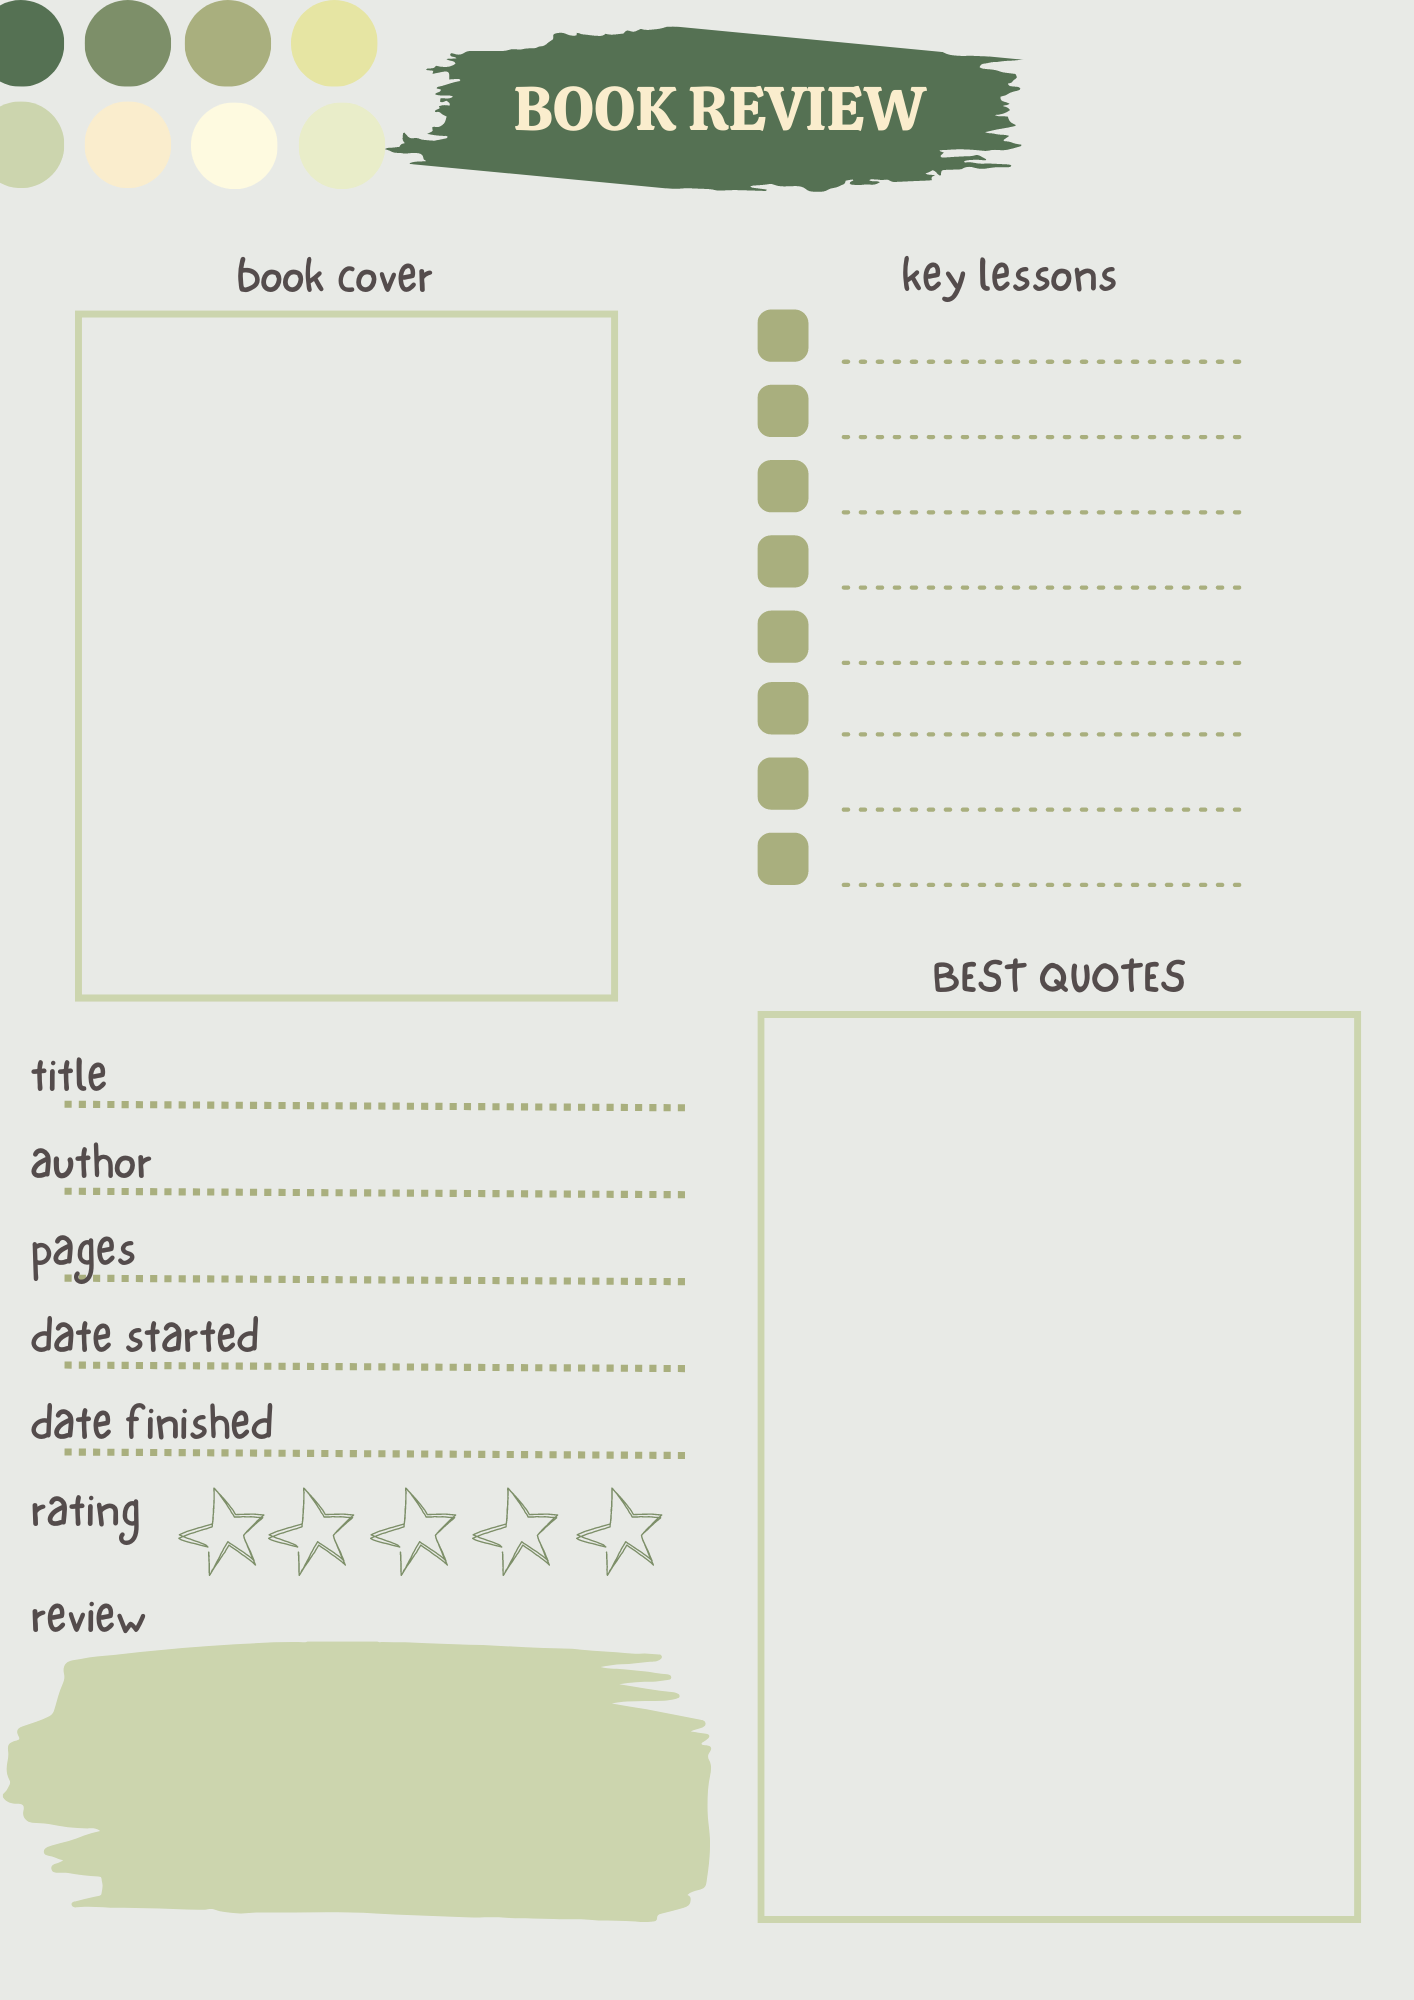 BOOK REVIEW
book cover
key lessons
BEST QUOTES
title
author
pages
date started
date finished
rating
review